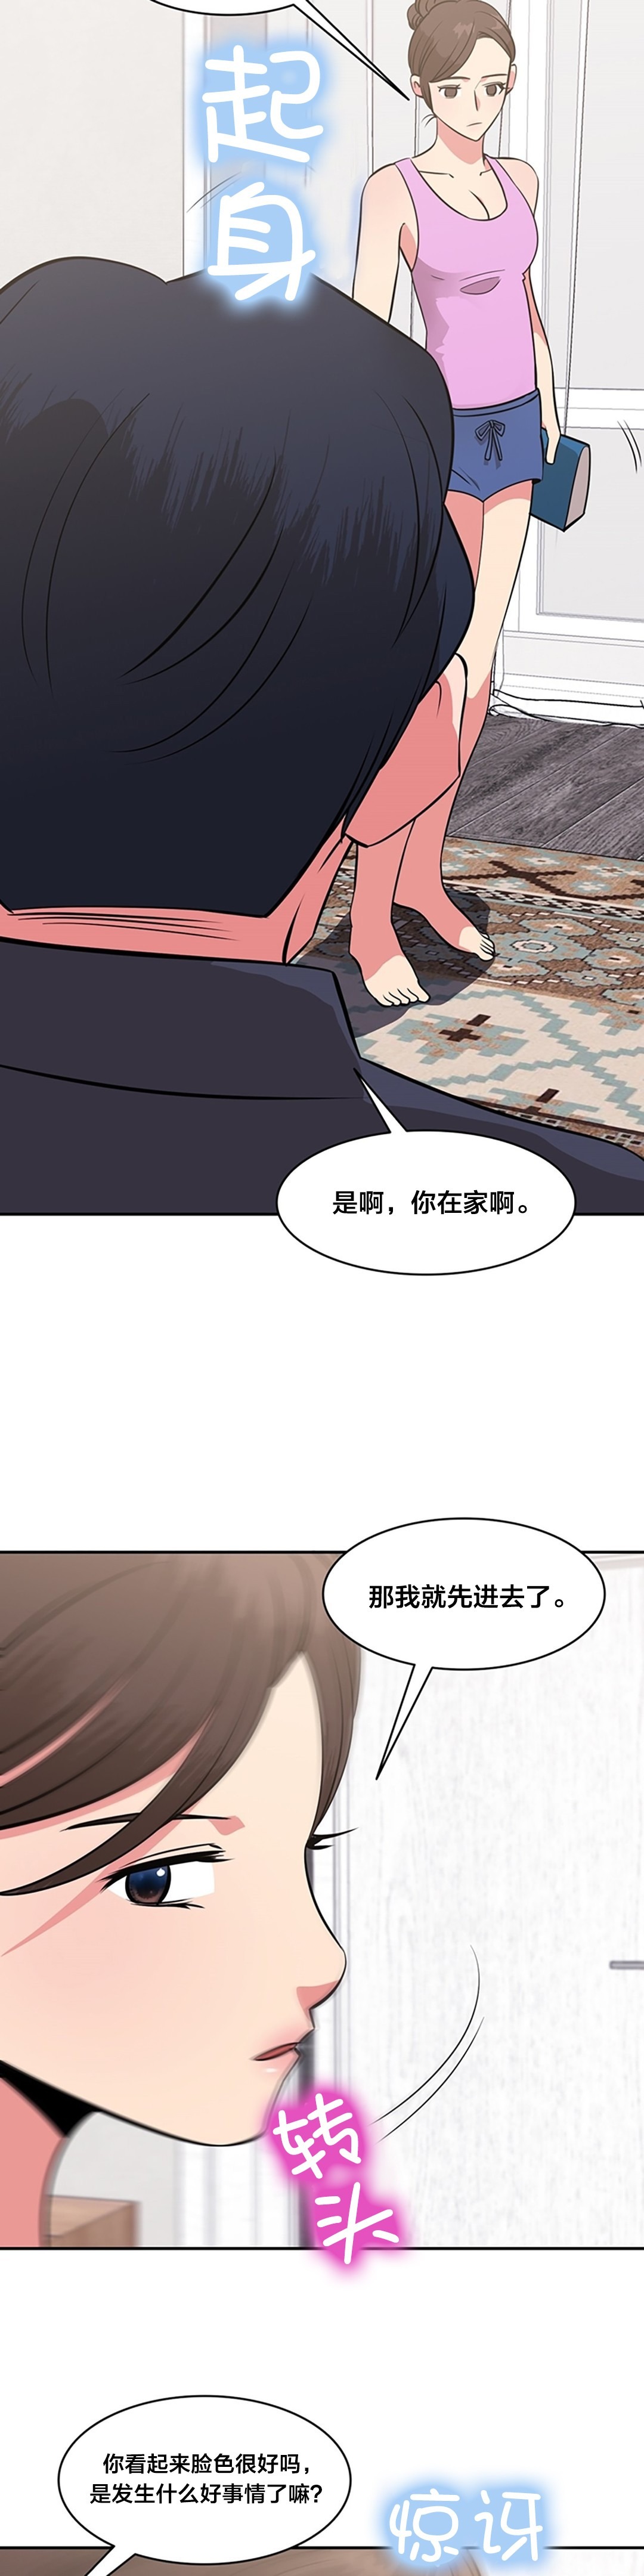 起
身
是啊，你在家啊。
那我就先进去了。
转
头
你看起来脸色很好吗，
是发生什么好事情了嘛?
惊讶